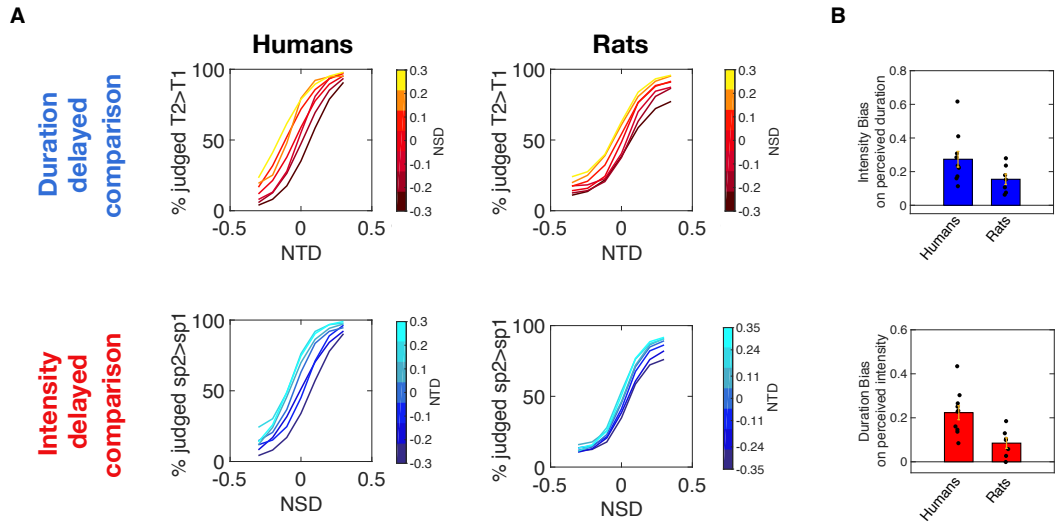 A
B
Humans
Rats
Duration
delayed
comparison
% judged T2>T1
100
50
0
-0.5
0
0.5
NTD
0.3
0.2
0.1
0
-0.1
-0.2
-0.3
NSD
% judged T2>T1
100
50
0
-0.5
0
0.5
NTD
0.3
0.2
0.1
0
-0.1
-0.2
-0.3
NSD
Intensity Bias
on perceived duration
0.8
0.6
0.4
0.2
0
Humans
Rats
Intensity
delayed
comparison
% judged sp2>sp1
100
50
0
-0.5
0
0.5
NSD
0.3
0.2
0.1
0
-0.1
-0.2
-0.3
NTD
% judged sp2>sp1
100
50
0
-0.5
0
0.5
NSD
0.35
0.24
0.11
0
-0.11
-0.24
-0.35
NTD
Duration Bias
on perceived intensity
0.6
0.4
0.2
0
Humans
Rats